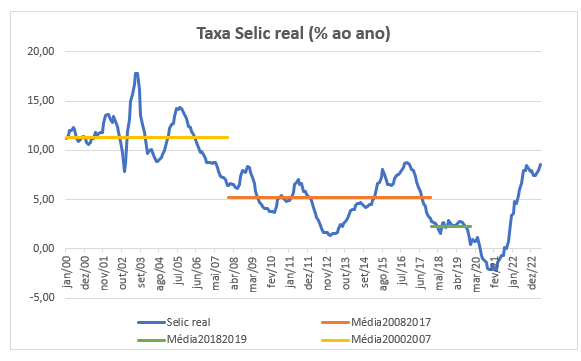 Taxa Selic real (% ao ano)
20,00
15,00
10,00
5,00
0,00
-5,00
jan/00
dez/00
nov/01
out/02
set/03
ago/04
jul/05
jun/06
mai/07
abr/08
mar/09
fev/10
jan/11
dez/11
nov/12
out/13
set/14
ago/15
jul/16
jun/17
mai/18
abr/19
mar/20
fev/21
jan/22
dez/22
Selic real
Média20082017
Média20182019
Média20002007